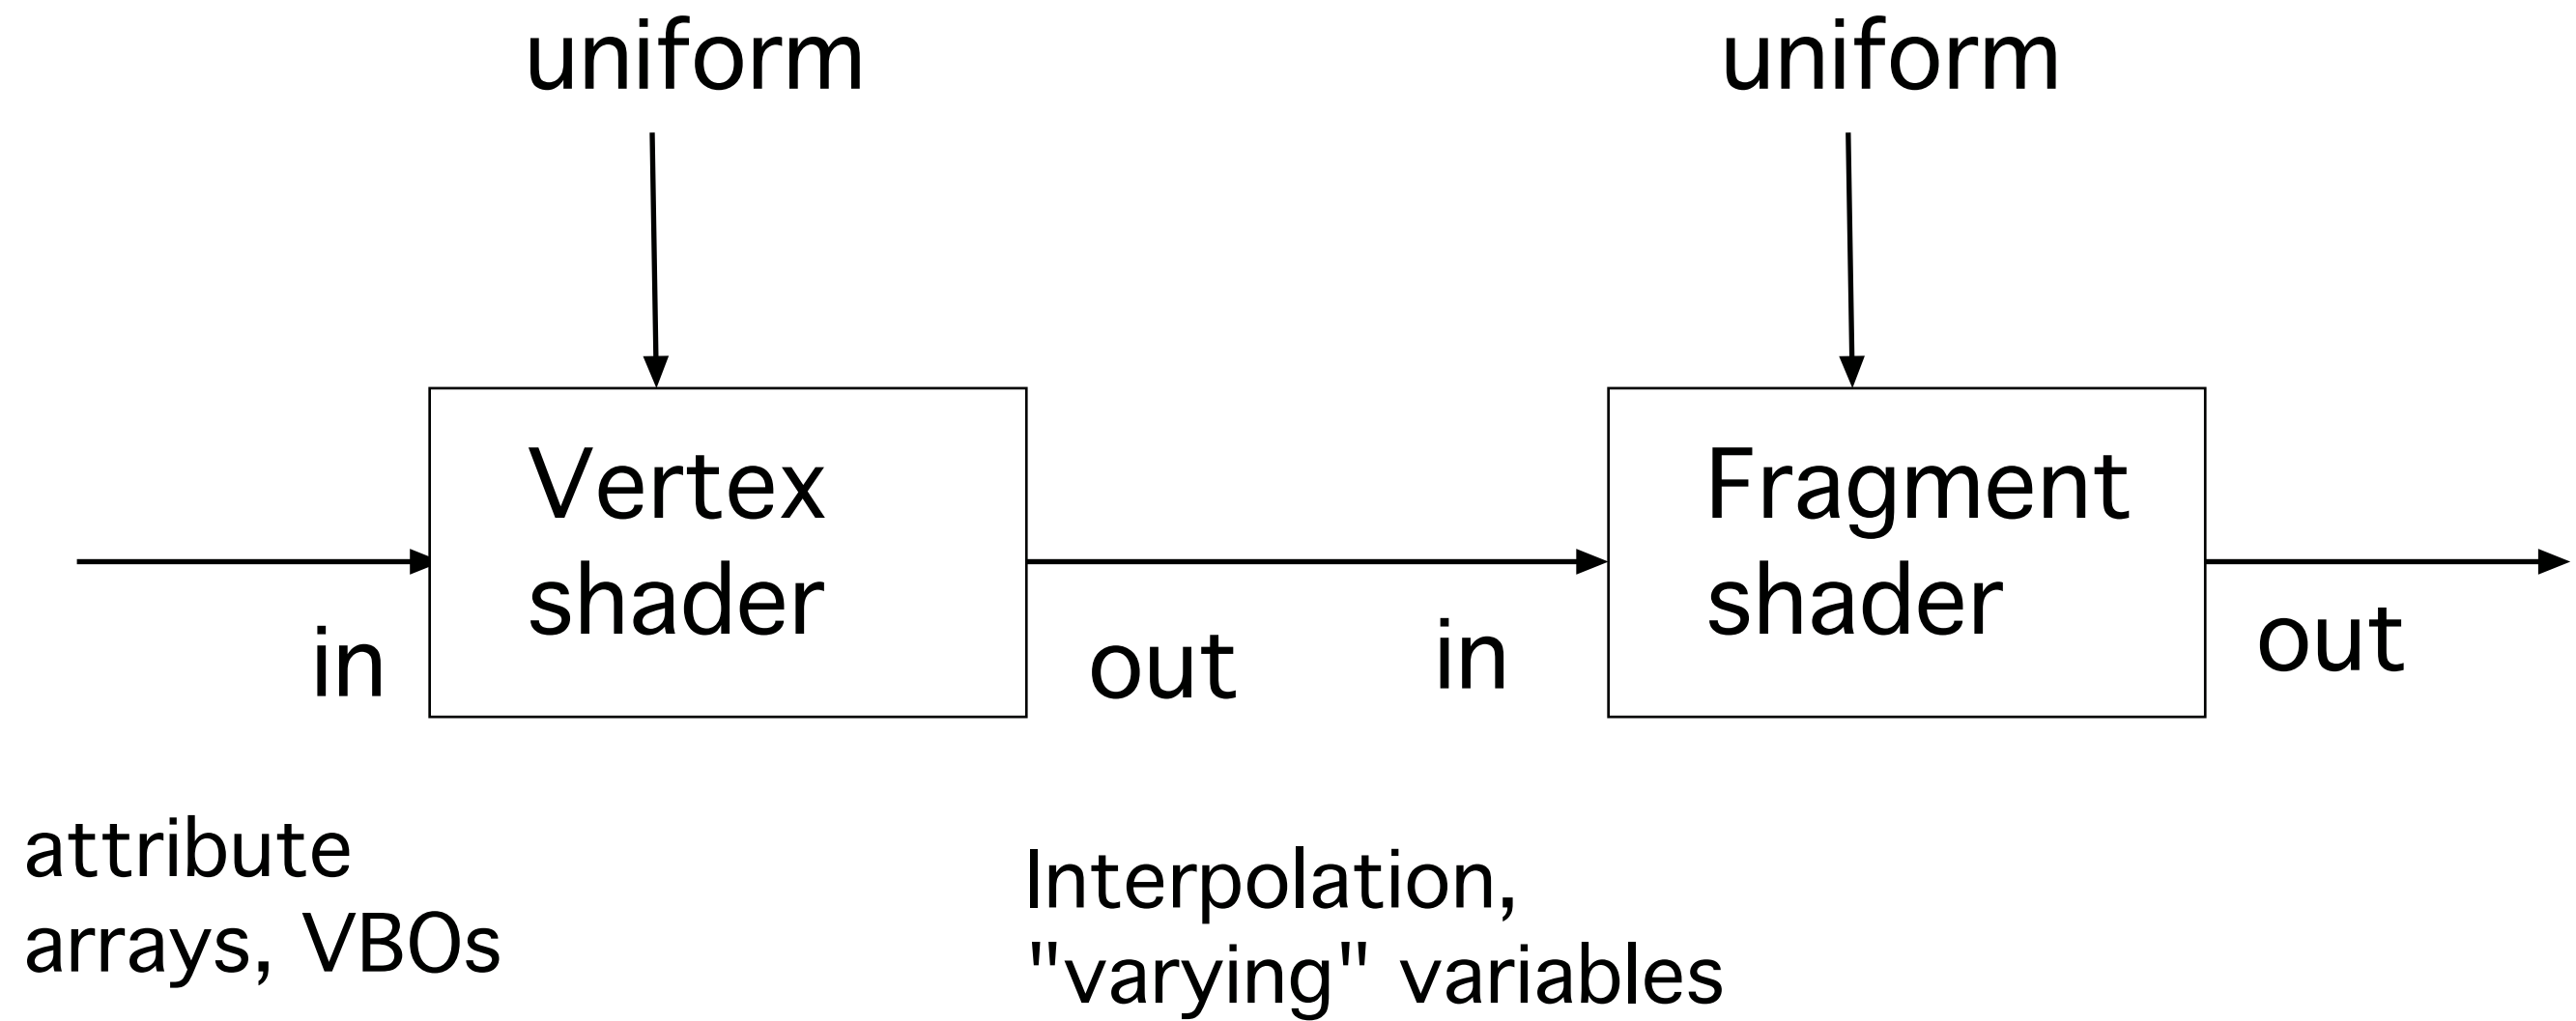 uniform
uniform
Vertex
shader
Fragment
shader
in
out
in
out
attribute
arrays, VBOs
Interpolation,
"varying" variables